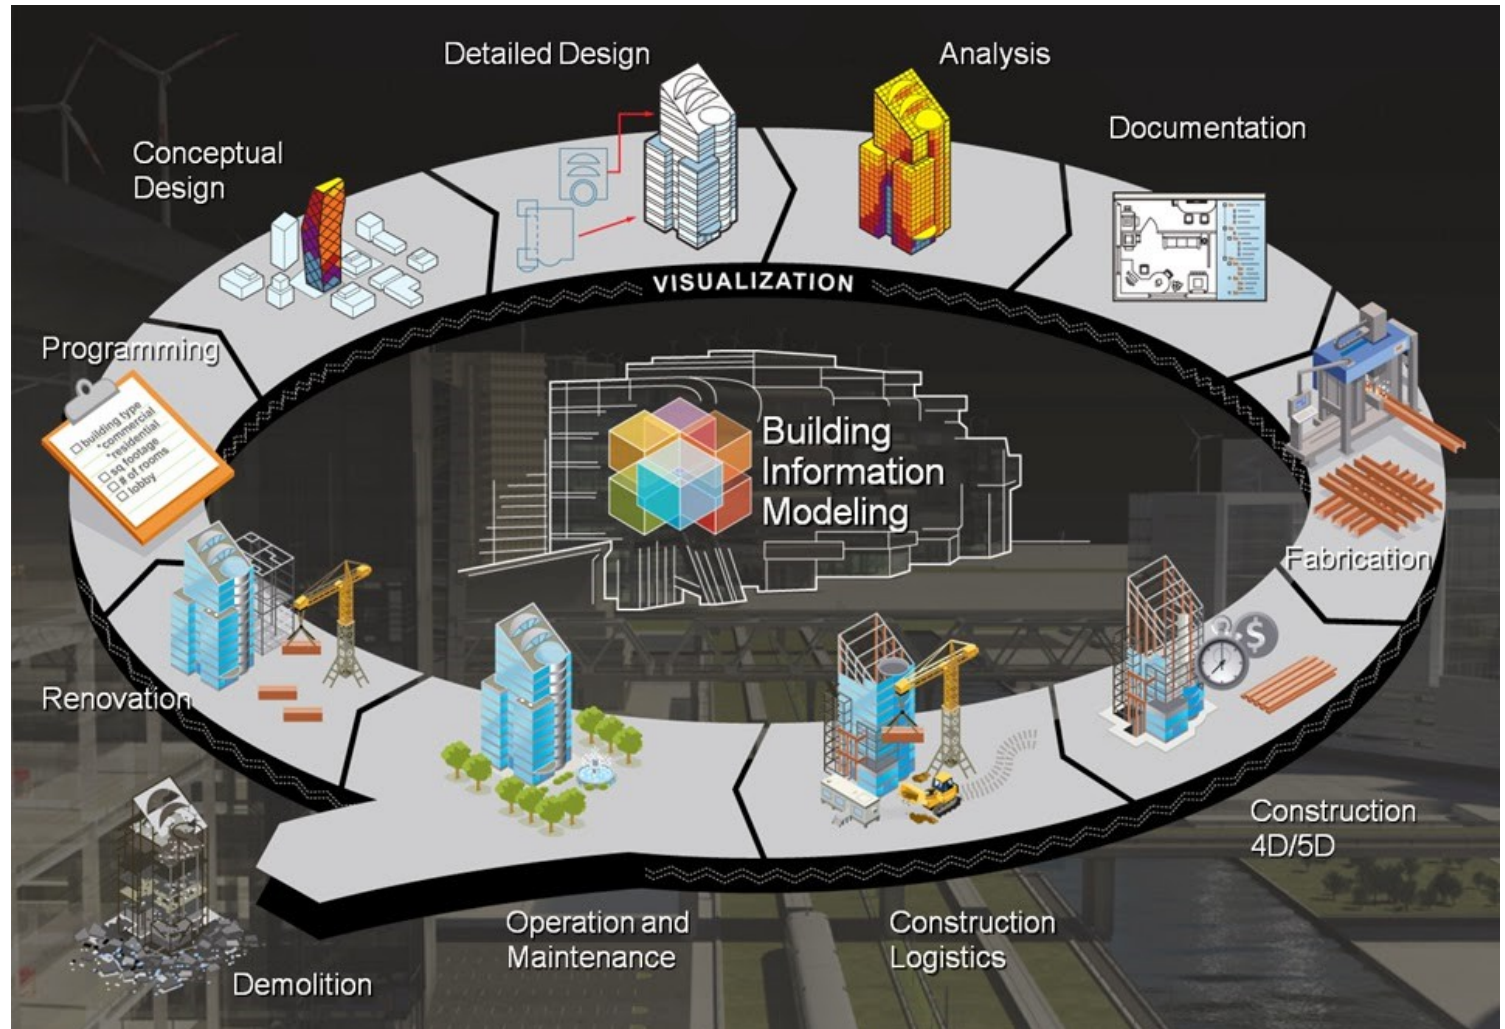 Detailed Design
Analysis
Documentation
Conceptual
Design
VISUALIZATION
Programming
building type
*commercial
*residential
sq footage
# of rooms
lobby
Building
Information
Modeling
$
Fabrication
Renovation
Construction
4D/5D
Operation and
Maintenance
Construction
Logistics
Demolition